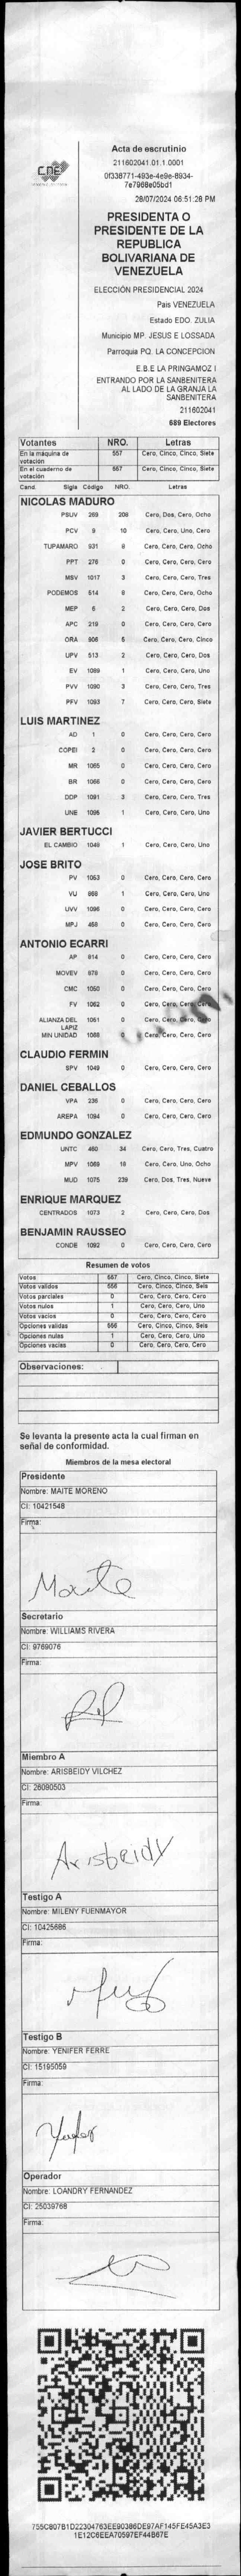 CNE
Acta de escrutinio
211602041.01.1.0001
0f338771-493e-4e9e-8934-
7e7968e05bd1
28/07/2024 06:51:28 PM
PRESIDENTA O
PRESIDENTE DE LA
REPUBLICA
BOLIVARIANA DE
VENEZUELA
ELECCIÓN PRESIDENCIAL 2024
Pais VENEZUELA
Estado EDO. ZULIA
Municipio MP. JESUS E LOSSADA
Parroquia PQ. LA CONCEPCION
E.B.E LA PRINGAMOZ I
ENTRANDO POR LA SANBENITERA
AL LADO DE LA GRANJA LA
SANBENITERA
211602041
689 Electores
Votantes NRO. Letras
En la máquina de votación 557 Cero, Cinco, Cinco, Siete
En el cuaderno de votación 557 Cero, Cinco, Cinco, Siete
Cand. Sigla Código NRO. Letras
NICOLAS MADURO
PSUV 269 208 Cero, Dos, Cero, Ocho
PCV 9 10 Cero, Cero, Uno, Cero
TUPAMARO 931 8 Cero, Cero, Cero, Ocho
PPT 276 0 Cero, Cero, Cero, Cero
MSV 1017 3 Cero, Cero, Cero, Tres
PODEMOS 514 8 Cero, Cero, Cero, Ocho
MEP 6 2 Cero, Cero, Cero, Dos
APC 219 0 Cero, Cero, Cero, Cero
ORA 906 5 Cero, Cero, Cero, Cinco
UPV 513 2 Cero, Cero, Cero, Dos
EV 1089 1 Cero, Cero, Cero, Uno
PVV 1090 3 Cero, Cero, Cero, Tres
PFV 1093 7 Cero, Cero, Cero, Siete
LUIS MARTINEZ
AD 1 0 Cero, Cero, Cero, Cero
COPEI 2 0 Cero, Cero, Cero, Cero
MR 1065 0 Cero, Cero, Cero, Cero
BR 1066 0 Cero, Cero, Cero, Cero
DDP 1091 3 Cero, Cero, Cero, Tres
UNE 1095 1 Cero, Cero, Cero, Uno
JAVIER BERTUCCI
EL CAMBIO 1048 1 Cero, Cero, Cero, Uno
JOSE BRITO
PV 1053 0 Cero, Cero, Cero, Cero
VU 868 1 Cero, Cero, Cero, Uno
UVV 1096 0 Cero, Cero, Cero, Cero
MPJ 458 0 Cero, Cero, Cero, Cero
ANTONIO ECARRI
AP 814 0 Cero, Cero, Cero, Cero
MOVEV 679 0 Cero, Cero, Cero, Cero
CMC 1050 0 Cero, Cero, Cero, Cero
FV 1062 0 Cero, Cero, Cero, Cero
ALIANZA DEL LAPIZ 1051 0 Cero, Cero, Cero, Cero
MIN UNIDAD 1088 0 Cero, Cero, Cero, Cero
CLAUDIO FERMIN
SPV 1049 0 Cero, Cero, Cero, Cero
DANIEL CEBALLOS
VPA 236 0 Cero, Cero, Cero, Cero
AREPA 1094 0 Cero, Cero, Cero, Cero
EDMUNDO GONZALEZ
UNTC 460 34 Cero, Cero, Tres, Cuatro
MPV 1069 18 Cero, Cero, Uno, Ocho
MUD 1075 239 Cero, Dos, Tres, Nueve
ENRIQUE MARQUEZ
CENTRADOS 1073 2 Cero, Cero, Cero, Dos
BENJAMIN RAUSSEO
CONDE 1092 0 Cero, Cero, Cero, Cero
Resumen de votos
Votos 557 Cero, Cinco, Cinco, Siete
Votos validos 556 Cero, Cinco, Cinco, Seis
Votos parciales 0 Cero, Cero, Cero, Cero
Votos nulos 1 Cero, Cero, Cero, Uno
Votos vacios 0 Cero, Cero, Cero, Cero
Opciones validas 556 Cero, Cinco, Cinco, Seis
Opciones nulas 1 Cero, Cero, Cero, Uno
Opciones vacias 0 Cero, Cero, Cero, Cero
Observaciones:
Se levanta la presente acta la cual firman en
señal de conformidad.
Miembros de la mesa electoral
Presidente
Nombre: MAITE MORENO
CI: 10421548
Firma:
Maite
Secretario
Nombre: WILLIAMS RIVERA
CI: 9769076
Firma:
Miembro A
Nombre: ARISBEIDY VILCHEZ
CI: 26090503
Firma:
Arisbeidy
Testigo A
Nombre: MILENY FUENMAYOR
CI: 10425686
Firma:
Testigo B
Nombre: YENIFER FERRE
CI: 15195059
Firma:
Operador
Nombre: LOANDRY FERNANDEZ
CI: 25039768
Firma:
755C807B1D22304763EE90386DE97AF145FE45A3E3
1E12C6EEA70597EF44B67E